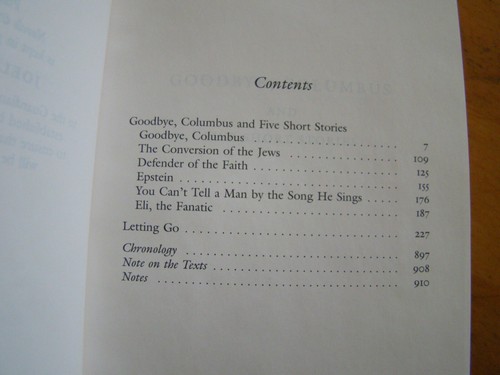 Contents
Goodbye, Columbus and Five Short Stories
Goodbye, Columbus . . . . . . . . . . . . . . . . . . . . . . . 7
The Conversion of the Jews . . . . . . . . . . . . . . . . . 109
Defender of the Faith . . . . . . . . . . . . . . . . . . . . . . 125
Epstein . . . . . . . . . . . . . . . . . . . . . . . . . . . . . . . 155
You Can't Tell a Man by the Song He Sings . . . . . . 176
Eli, the Fanatic . . . . . . . . . . . . . . . . . . . . . . . . . . 187
Letting Go . . . . . . . . . . . . . . . . . . . . . . . . . . . . . 227
Chronology . . . . . . . . . . . . . . . . . . . . . . . . . . . . 897
Note on the Texts . . . . . . . . . . . . . . . . . . . . . . . . 908
Notes . . . . . . . . . . . . . . . . . . . . . . . . . . . . . . . . 910